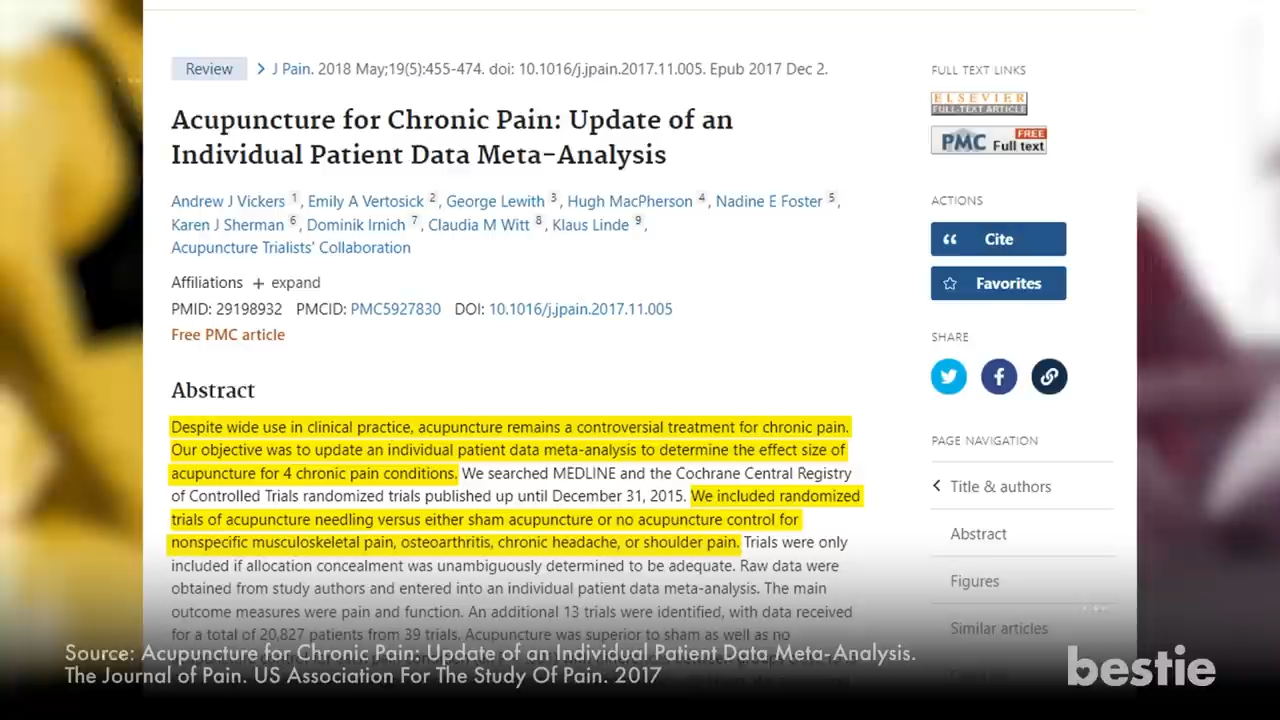 Review > J Pain. 2018 May;19(5):455-474. doi: 10.1016/j.jpain.2017.11.005. Epub 2017 Dec 2.
Acupuncture for Chronic Pain: Update of an
Individual Patient Data Meta-Analysis
Andrew J Vickers 1, Emily A Vertosick 2, George Lewith 3, Hugh MacPherson 4, Nadine E Foster 5,
Karen J Sherman 6, Dominik Irnich 7, Claudia M Witt 8, Klaus Linde 9,
Acupuncture Trialists' Collaboration
Affiliations + expand
PMID: 29198932 PMCID: PMC5927830 DOI: 10.1016/j.jpain.2017.11.005
Free PMC article
Abstract
Despite wide use in clinical practice, acupuncture remains a controversial treatment for chronic pain.
Our objective was to update an individual patient data meta-analysis to determine the effect size of
acupuncture for 4 chronic pain conditions. We searched MEDLINE and the Cochrane Central Registry
of Controlled Trials randomized trials published up until December 31, 2015. We included randomized
trials of acupuncture needling versus either sham acupuncture or no acupuncture control for
nonspecific musculoskeletal pain, osteoarthritis, chronic headache, or shoulder pain. Trials were only
included if allocation concealment was unambiguously determined to be adequate. Raw data were
obtained from study authors and entered into an individual patient data meta-analysis. The main
outcome measures were pain and function. An additional 13 trials were identified, with data received
for a total of 20,827 patients from 39 trials. Acupuncture was superior to sham as well as no
FULL TEXT LINKS
ELSEVIER
FULL-TEXT ARTICLE
PMC FREE
Full text
ACTIONS
Cite
Favorites
SHARE
PAGE NAVIGATION
Title & authors
Abstract
Figures
Similar articles
Source: Acupuncture for Chronic Pain: Update of an Individual Patient Data Meta-Analysis.
The Journal of Pain. US Association For The Study Of Pain. 2017
bestie